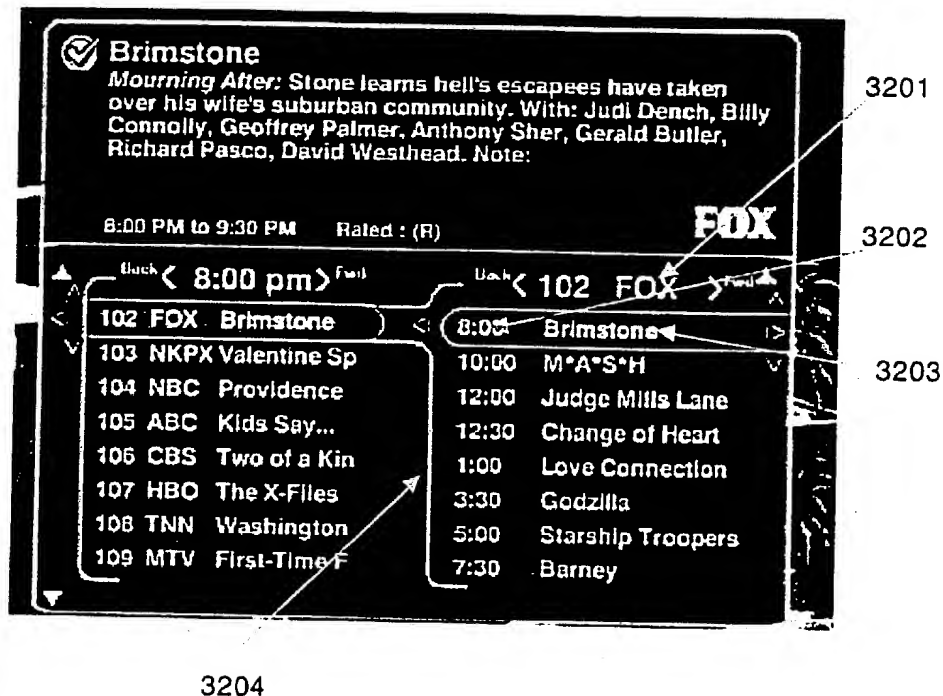 Brimstone
Mourning After: Stone learns hell's escapees have taken
over his wife's suburban community. With: Judi Dench, Billy
Connolly, Geoffrey Palmer, Anthony Sher, Gerald Butler,
Richard Pasco, David Westhead. Note:
8:00 PM to 9:30 PM Rated : (R)
FOX
Back < 8:00 pm > Fwd
102 FOX Brimstone
103 NKPX Valentine Sp
104 NBC Providence
105 ABC Kids Say...
106 CBS Two of a Kin
107 HBO The X-Files
108 TNN Washington
109 MTV First-Time F
Back < 102 FOX > Fwd
8:00 Brimstone
10:00 M*A*S*H
12:00 Judge Mills Lane
12:30 Change of Heart
1:00 Love Connection
3:30 Godzilla
5:00 Starship Troopers
7:30 Barney
3201
3202
3203
3204